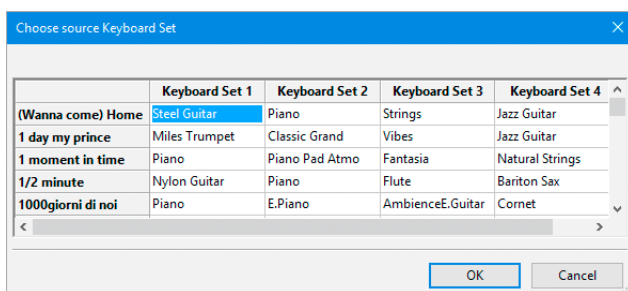 Choose source Keyboard Set
Keyboard Set 1 Keyboard Set 2 Keyboard Set 3 Keyboard Set 4
(Wanna come) Home Steel Guitar Piano Strings Jazz Guitar
1 day my prince Miles Trumpet Classic Grand Vibes Jazz Guitar
1 moment in time Piano Piano Pad Atmo Fantasia Natural Strings
1/2 minute Nylon Guitar Piano Flute Bariton Sax
1000giorni di noi Piano E.Piano AmbienceE.Guitar Cornet
OK Cancel